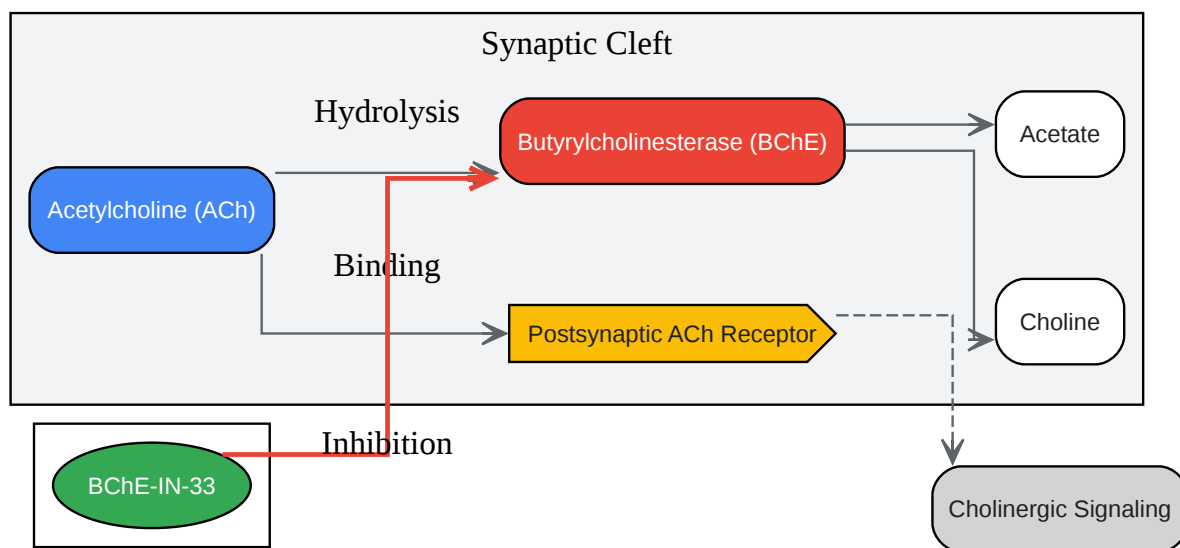 Synaptic Cleft
Hydrolysis
Butyrylcholinesterase (BChE)
Acetate
Acetylcholine (ACh)
Binding
Postsynaptic ACh Receptor
Choline
Inhibition
BChE-IN-33
Cholinergic Signaling